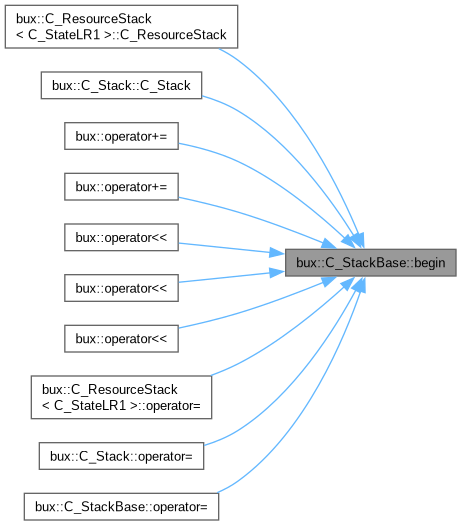 bux::C_ResourceStack
< C_StateLR1 >::C_ResourceStack
bux::C_Stack::C_Stack
bux::operator+=
bux::operator+=
bux::operator<<
bux::C_StackBase::begin
bux::operator<<
bux::operator<<
bux::C_ResourceStack
< C_StateLR1 >::operator=
bux::C_Stack::operator=
bux::C_StackBase::operator=